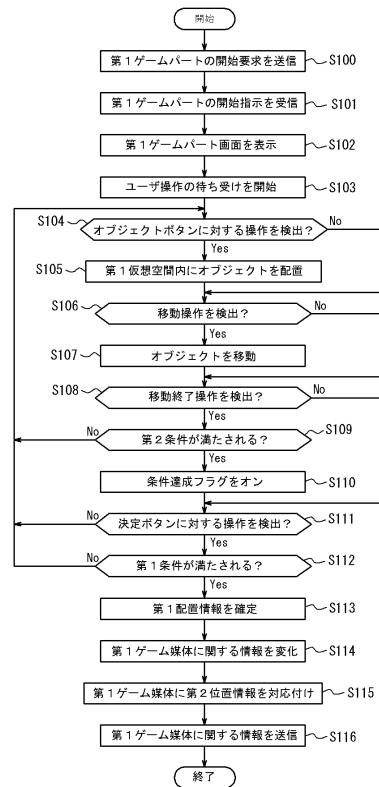 開始
第１ゲームパートの開始要求を送信 S100
第１ゲームパートの開始指示を受信 S101
第１ゲームパート画面を表示 S102
ユーザ操作の待ち受けを開始 S103
S104 オブジェクトボタンに対する操作を検出？ No
Yes
S105 第１仮想空間内にオブジェクトを配置
S106 移動操作を検出？ No
Yes
S107 オブジェクトを移動
S108 移動終了操作を検出？ No
Yes
No 第２条件が満たされる？ S109
Yes
条件達成フラグをオン S110
No 決定ボタンに対する操作を検出？ S111
Yes
No 第１条件が満たされる？ S112
Yes
第１配置情報を確定 S113
第１ゲーム媒体に関する情報を変化 S114
第１ゲーム媒体に第２位置情報を対応付け S115
第１ゲーム媒体に関する情報を送信 S116
終了